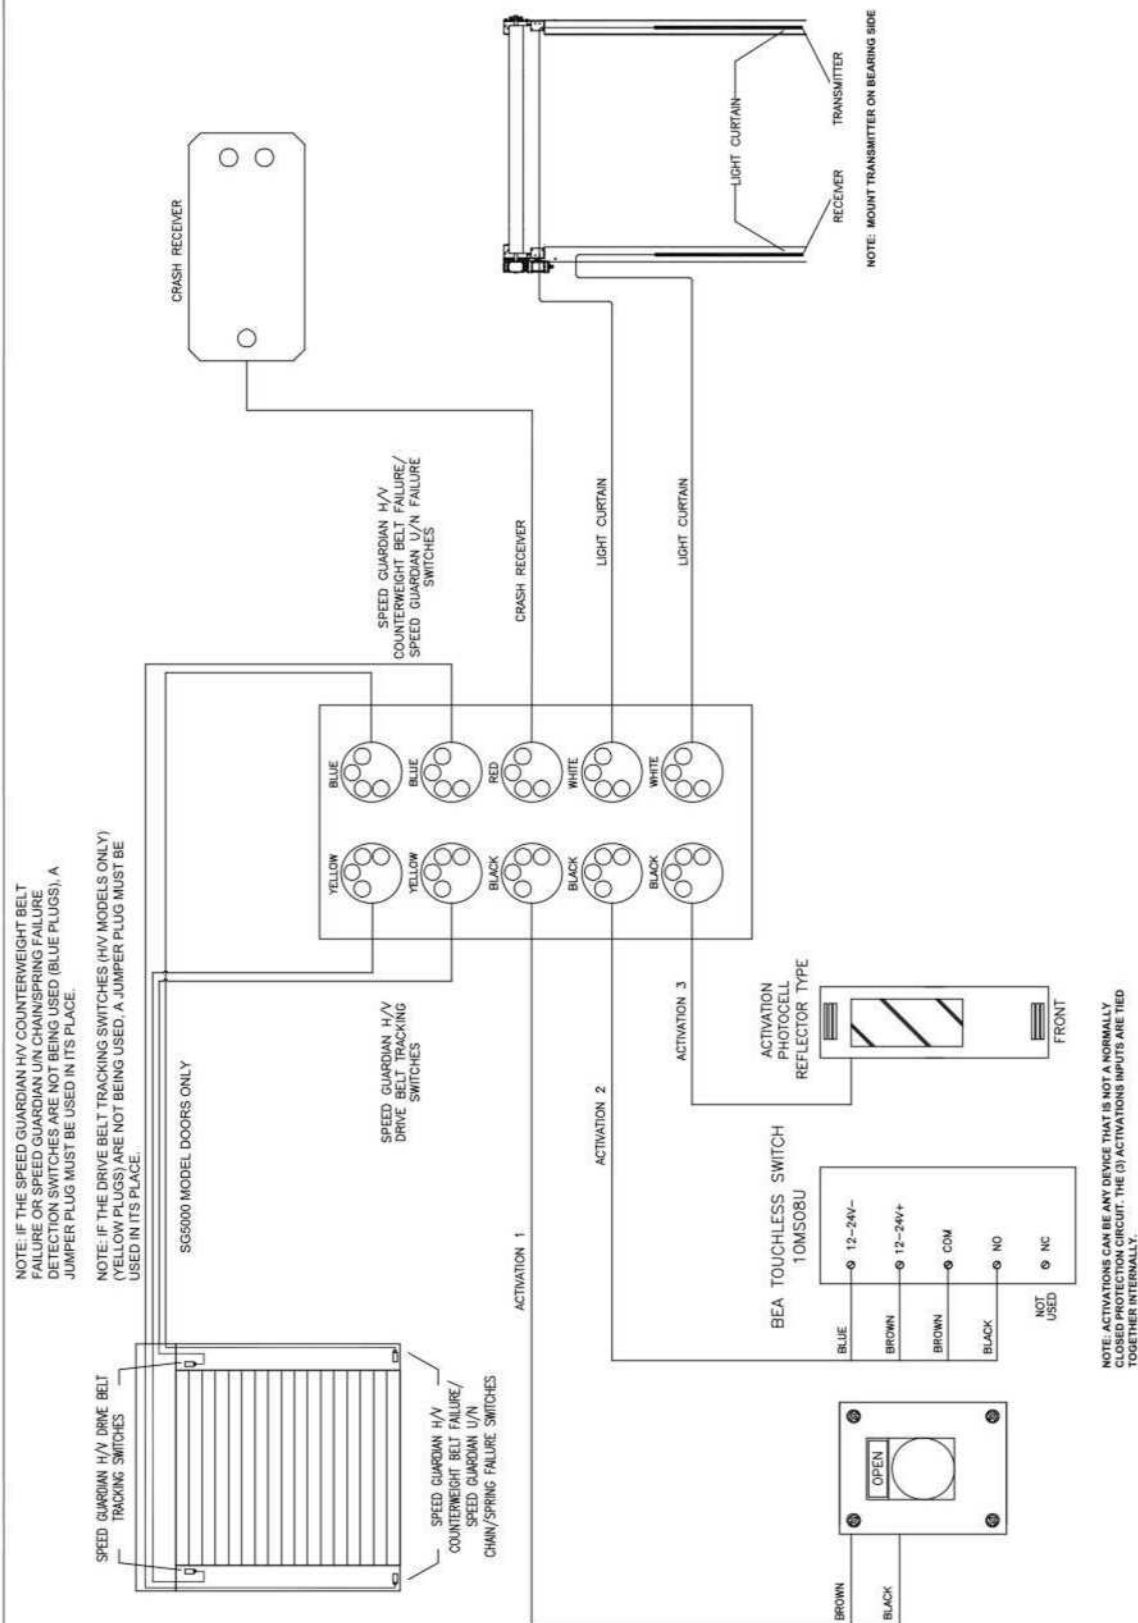 NOTE: IF THE SPEED GUARDIAN H/V COUNTERWEIGHT BELT
FAILURE OR SPEED GUARDIAN U/N CHAIN/SPRING FAILURE
DETECTION SWITCHES ARE NOT BEING USED (BLUE PLUGS), A
JUMPER PLUG MUST BE USED IN ITS PLACE.
NOTE: IF THE DRIVE BELT TRACKING SWITCHES (H/V MODELS ONLY)
(YELLOW PLUGS) ARE NOT BEING USED, A JUMPER PLUG MUST BE
USED IN ITS PLACE.
SPEED GUARDIAN H/V DRIVE BELT
TRACKING SWITCHES
SG5000 MODEL DOORS ONLY
SPEED GUARDIAN H/V
COUNTERWEIGHT BELT FAILURE/
SPEED GUARDIAN U/N
CHAIN/SPRING FAILURE SWITCHES
SPEED GUARDIAN H/V
DRIVE BELT TRACKING
SWITCHES
SPEED GUARDIAN H/V
COUNTERWEIGHT BELT FAILURE/
SPEED GUARDIAN U/N FAILURE
SWITCHES
CRASH RECEIVER
YELLOW
BLUE
YELLOW
BLUE
BLACK
RED
BLACK
WHITE
BLACK
WHITE
CRASH RECEIVER
LIGHT CURTAIN
LIGHT CURTAIN
LIGHT CURTAIN
RECEIVER
TRANSMITTER
NOTE: MOUNT TRANSMITTER ON BEARING SIDE
ACTIVATION 1
ACTIVATION 2
ACTIVATION 3
OPEN
BROWN
BLACK
BEA TOUCHLESS SWITCH
10MS08U
BLUE
12-24V-
BROWN
12-24V+
BROWN
COM
BLACK
NO
NOT
USED
NC
ACTIVATION
PHOTOCELL
REFLECTOR TYPE
FRONT
NOTE: ACTIVATIONS CAN BE ANY DEVICE THAT IS NOT A NORMALLY
CLOSED PROTECTION CIRCUIT. THE (3) ACTIVATIONS INPUTS ARE TIED
TOGETHER INTERNALLY.